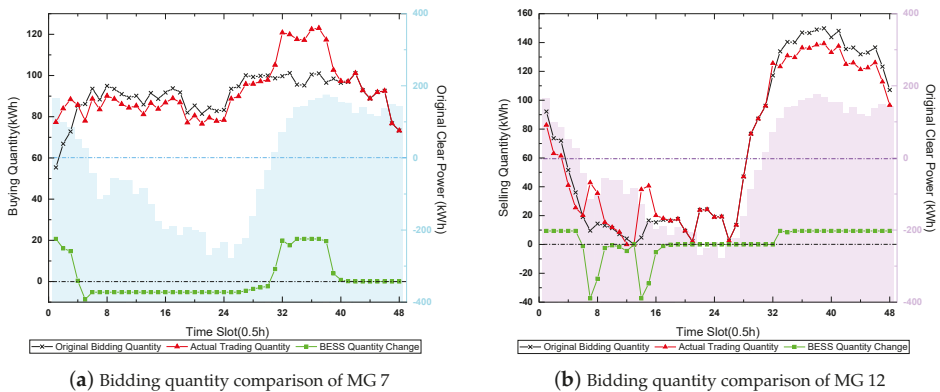 Buying Quantity(kWh)
120
100
80
60
40
20
0
400
200
0
-200
-400
Original Clear Power (kWh)
0 8 16 24 32 40 48
Time Slot(0.5h)
Original Bidding Quantity Actual Trading Quantity BESS Quantity Change
(a) Bidding quantity comparison of MG 7
Selling Quantity(kWh)
160
140
120
100
80
60
40
20
0
-20
-40
400
200
0
-200
-400
Original Clear Power (kWh)
0 8 16 24 32 40 48
Time Slot(0.5h)
Original Bidding Quantity Actual Trading Quantity BESS Quantity Change
(b) Bidding quantity comparison of MG 12